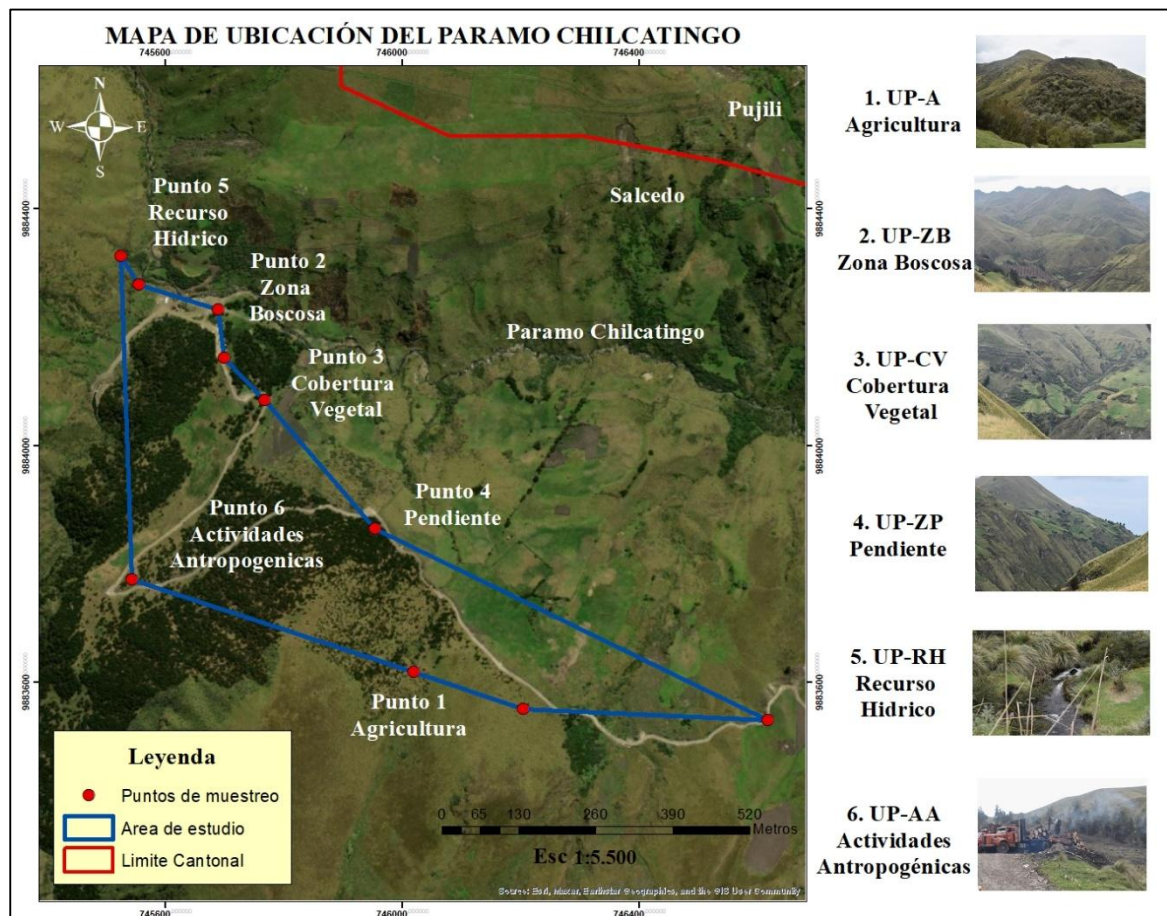 MAPA DE UBICACIÓN DEL PARAMO CHILCATINGO
745600
746000
746400
N
W
E
S
Pujili
Salcedo
Punto 5
Recurso
Hidrico
Punto 2
Zona
Boscosa
Paramo Chilcatingo
Punto 3
Cobertura
Vegetal
Punto 4
Pendiente
Punto 6
Actividades
Antropogenicas
Punto 1
Agricultura
9884400
9884000
9883600
9884400
9884000
9883600
Leyenda
Puntos de muestreo
Area de estudio
Limite Cantonal
0 65 130 260 390 520
Metros
Esc 1:5.500
Source: Esri, Maxar, Earthstar Geographics, and the GIS User Community
745600
746000
746400
1. UP-A
Agricultura
2. UP-ZB
Zona Boscosa
3. UP-CV
Cobertura
Vegetal
4. UP-ZP
Pendiente
5. UP-RH
Recurso
Hidrico
6. UP-AA
Actividades
Antropogénicas